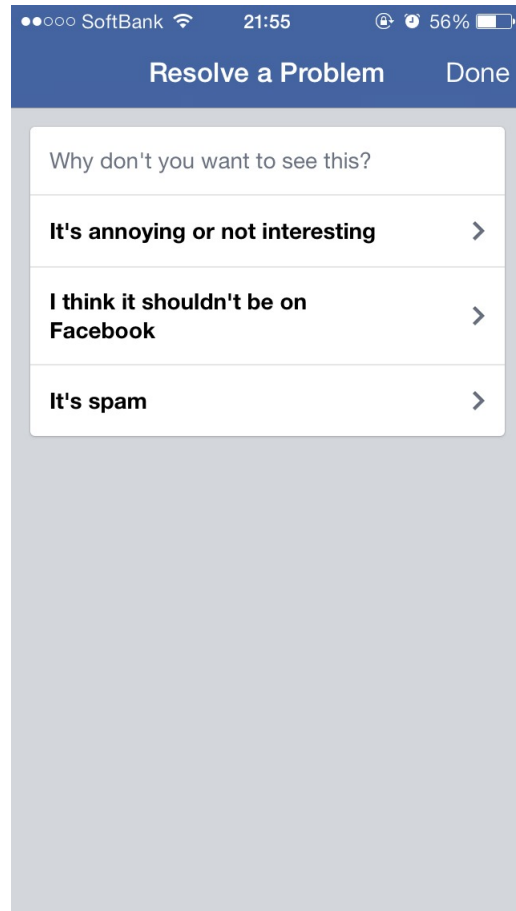 SoftBank 21:55 56%
Resolve a Problem Done
Why don't you want to see this?
It's annoying or not interesting
I think it shouldn't be on
Facebook
It's spam